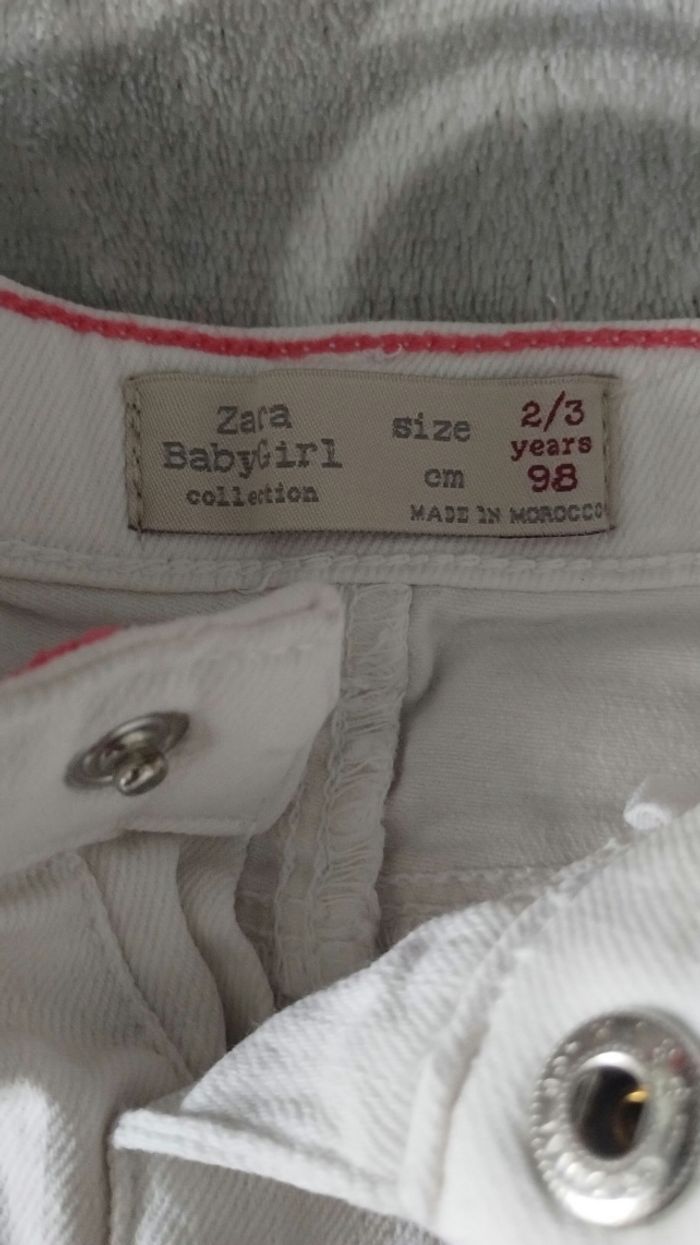 Zara
BabyGirl
collection
size 2/3
years
cm 98
MADE IN MOROCCO